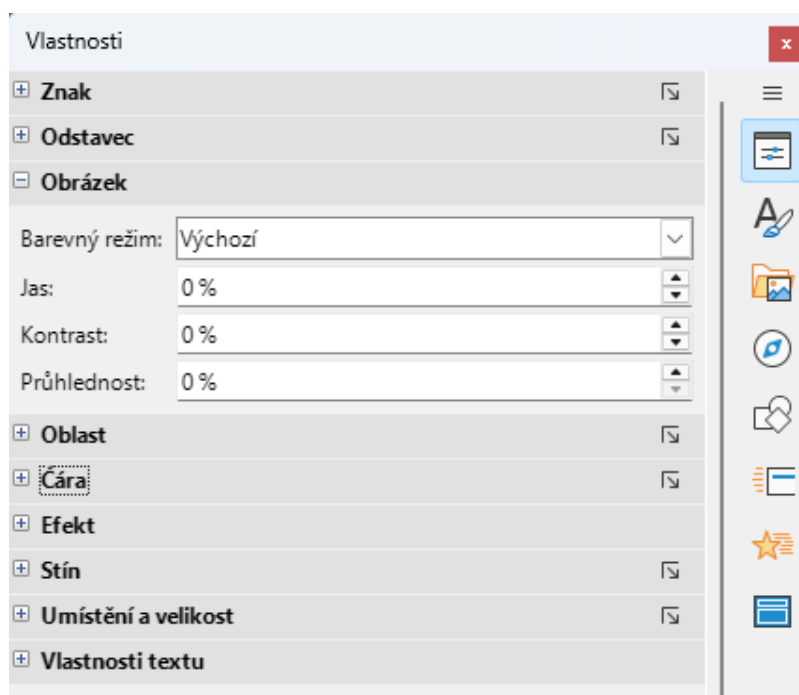 Vlastnosti
Znak
Odstavec
Obrázek
Barevný režim: Výchozí
Jas: 0 %
Kontrast: 0 %
Průhlednost: 0 %
Oblast
Čára
Efekt
Stín
Umístění a velikost
Vlastnosti textu